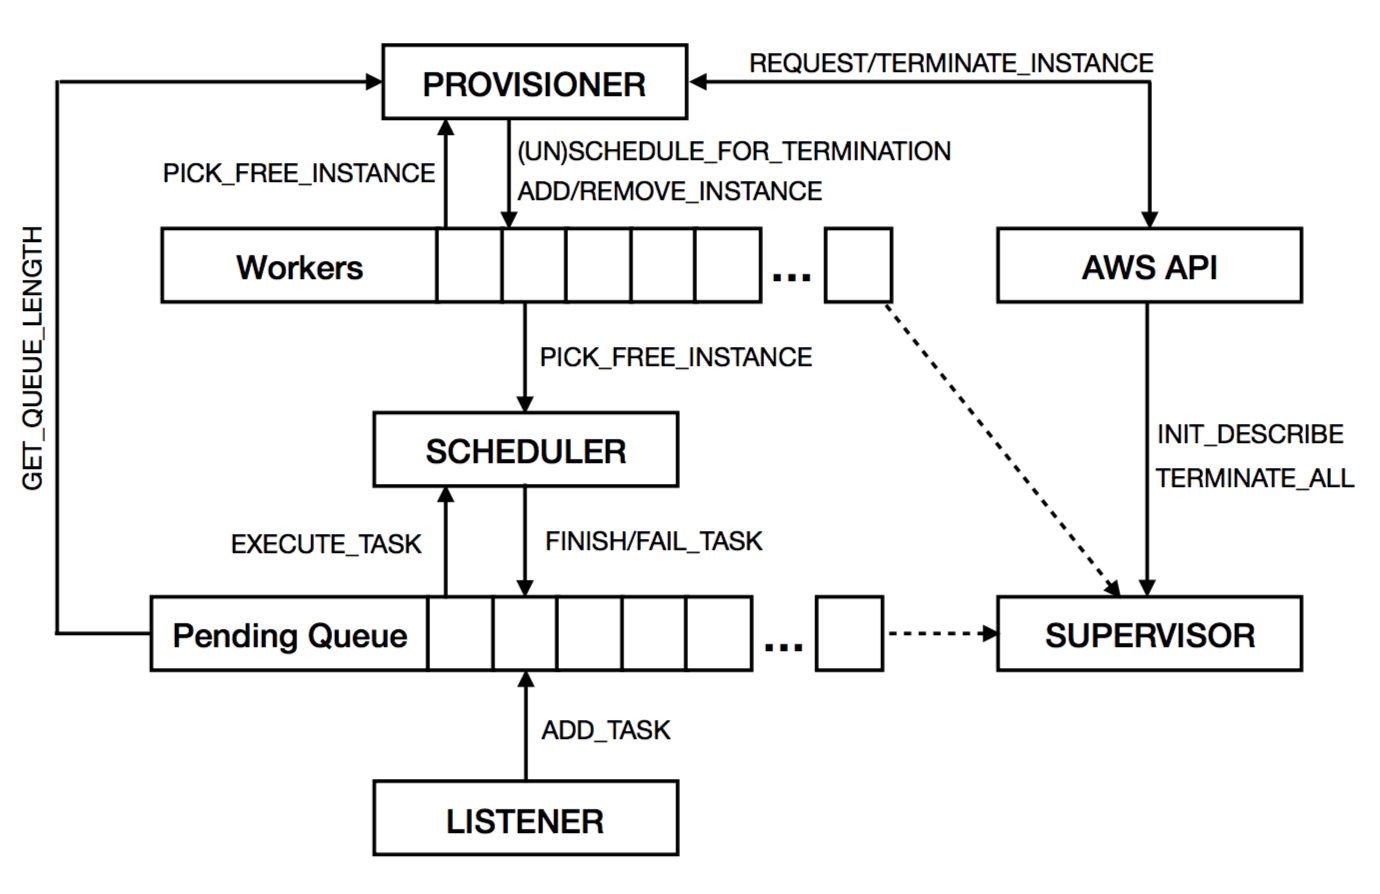 REQUEST/TERMINATE_INSTANCE
PROVISIONER
(UN)SCHEDULE_FOR_TERMINATION
PICK_FREE_INSTANCE
ADD/REMOVE_INSTANCE
GET_QUEUE_LENGTH
Workers
...
AWS API
PICK_FREE_INSTANCE
INIT_DESCRIBE
SCHEDULER
TERMINATE_ALL
EXECUTE_TASK
FINISH/FAIL_TASK
Pending Queue
...
SUPERVISOR
ADD_TASK
LISTENER